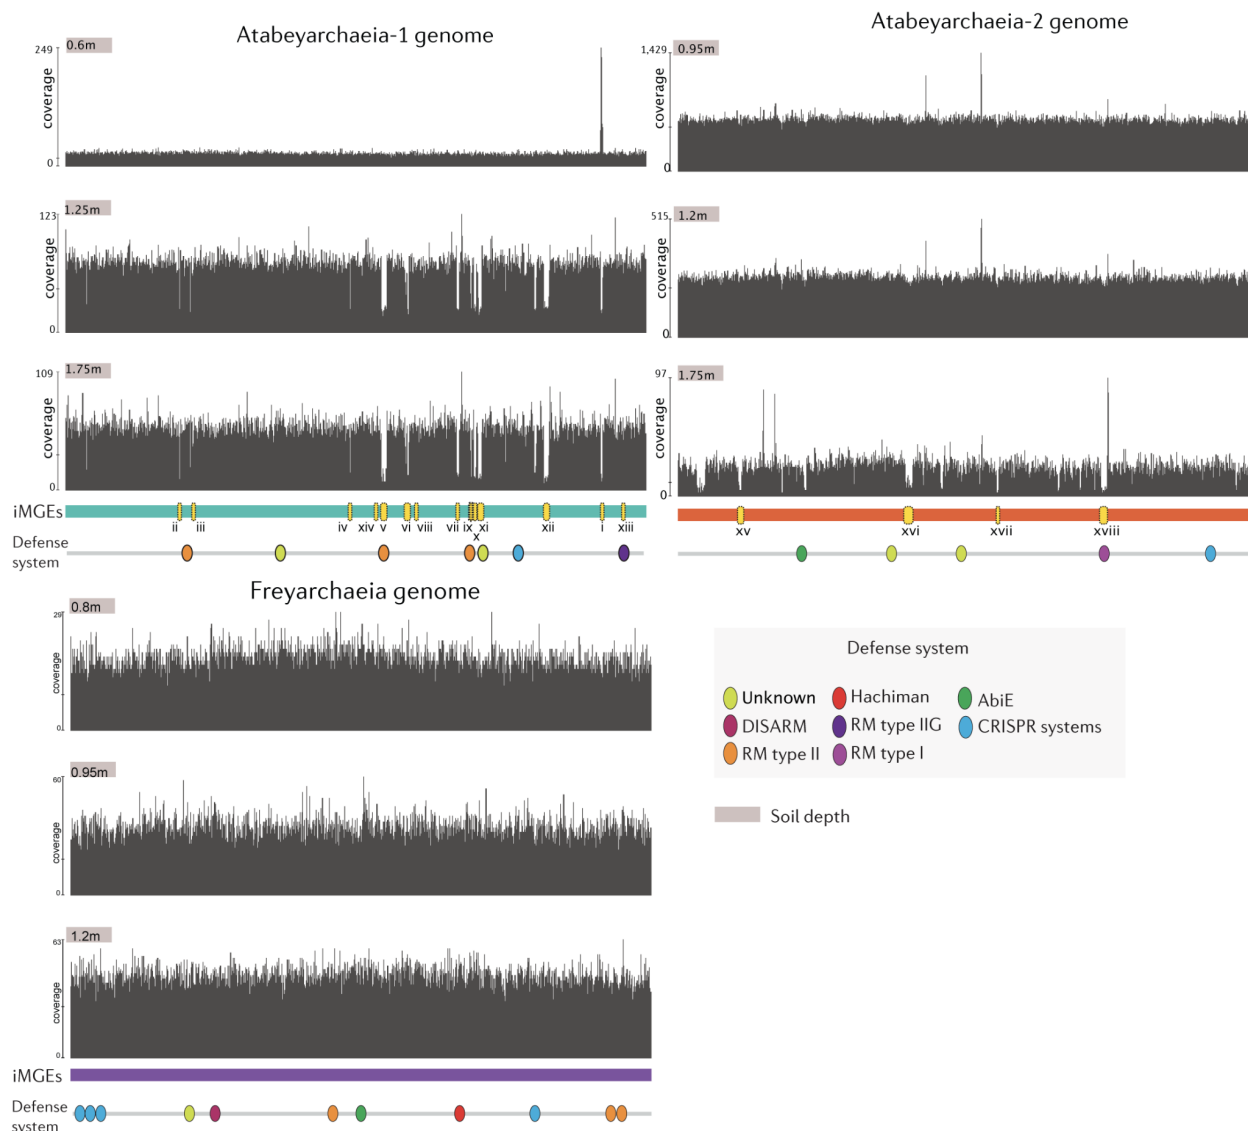 Atabeyarchaeia-1 genome
0.6m
249
coverage
0
1.25m
123
coverage
0
1.75m
109
coverage
0
iMGEs
ii iii iv xiv v vi viii vii ix x xi xii i xiii
Defense
system
Atabeyarchaeia-2 genome
0.95m
1,429
coverage
0
1.2m
515
coverage
0
1.75m
97
coverage
0
xv xvi xvii xviii
Freyarchaeia genome
0.8m
29
coverage
0
0.95m
60
coverage
0
1.2m
63
coverage
0
iMGEs
Defense
system
Defense system
Unknown Hachiman AbiE
DISARM RM type IIG CRISPR systems
RM type II RM type I
Soil depth